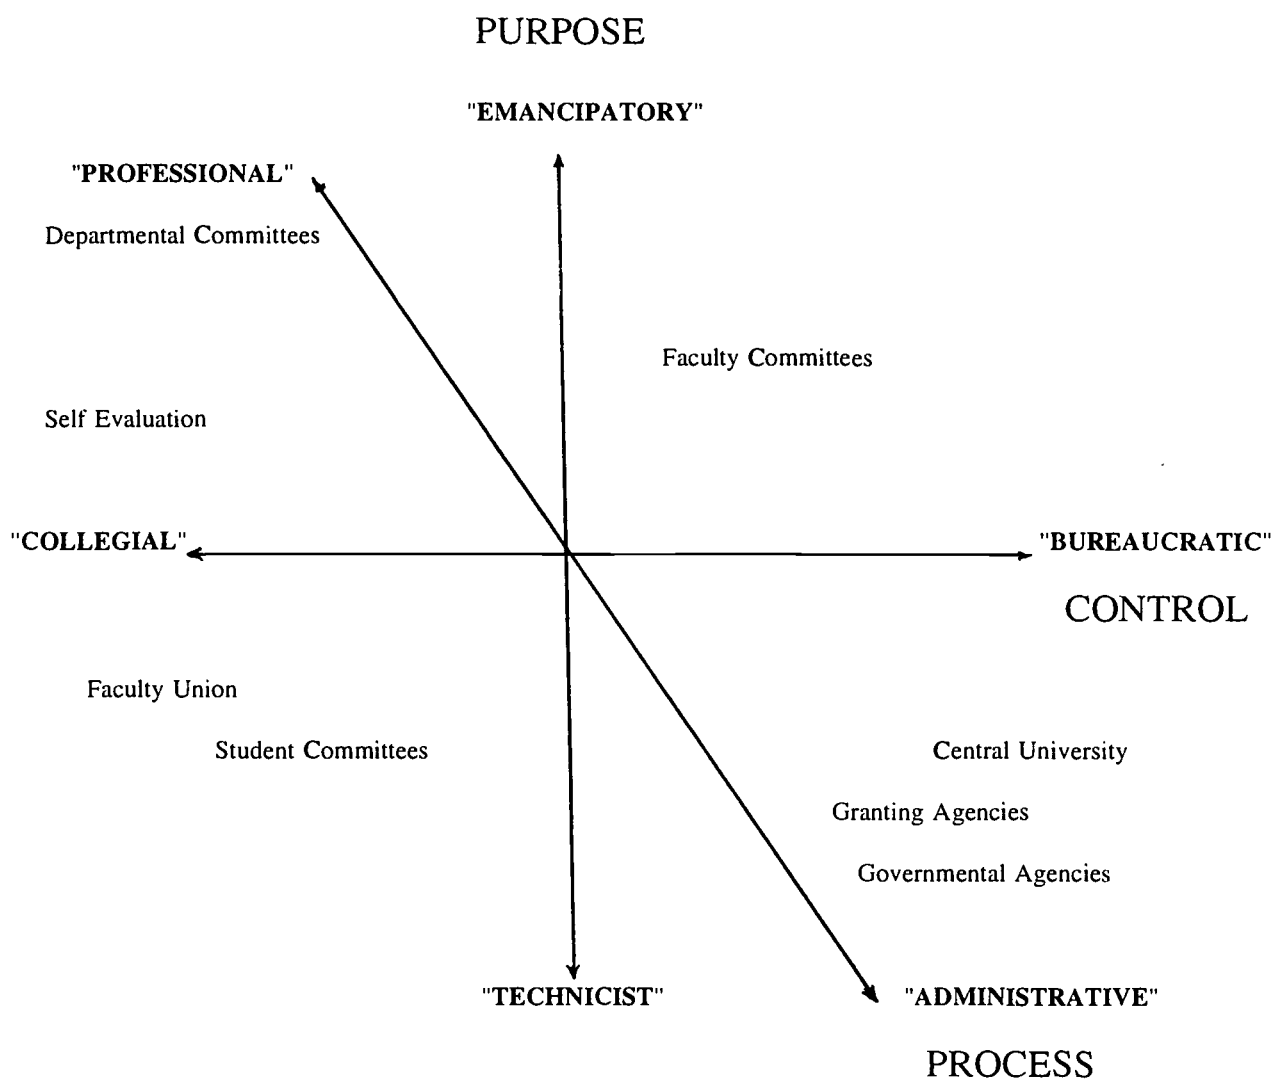 PURPOSE
"EMANCIPATORY"
"PROFESSIONAL"
Departmental Committees
Faculty Committees
Self Evaluation
"COLLEGIAL"
"BUREAUCRATIC"
CONTROL
Faculty Union
Student Committees
Central University
Granting Agencies
Governmental Agencies
"TECHNICIST"
"ADMINISTRATIVE"
PROCESS